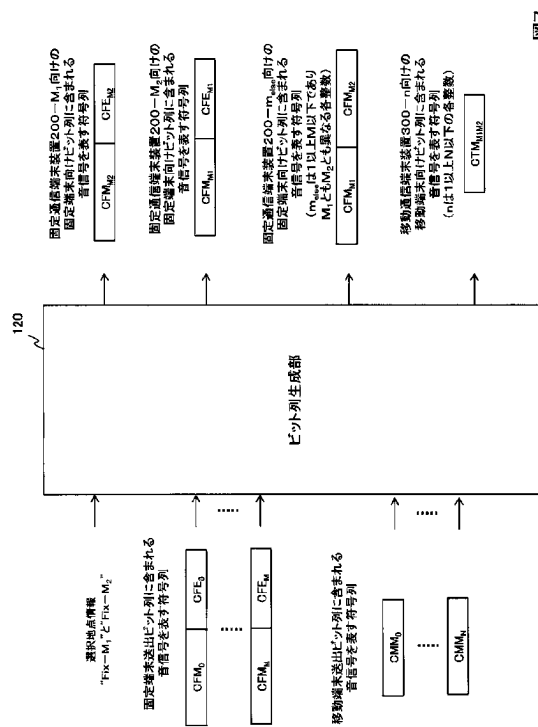 120
選択地点情報
"Fix−M₁"と"Fix−M₂"
固定端末送出ビット列に含まれる
音信号を表す符号列
CFM₀ CFE₀
CFM_N CFE_M
移動端末送出ビット列に含まれる
音信号を表す符号列
CMM₀
CMM_N
ビット列生成部
固定通信端末装置200−M₁向けの
固定端末向けビット列に含まれる
音信号を表す符号列
CFM_M2 CFE_M2
固定通信端末装置200−M₂向けの
固定端末向けビット列に含まれる
音信号を表す符号列
CFM_M1 CFE_M1
固定通信端末装置200−m_else向けの
固定端末向けビット列に含まれる
音信号を表す符号列
(m_elseは1以上M以下であり
M₁ともM₂とも異なる各整数)
CFM_M1 CFM_M2
移動通信端末装置300−n向けの
移動端末向けビット列に含まれる
音信号を表す符号列
(nは1以上N以下の各整数)
CTM_M1M2
図7